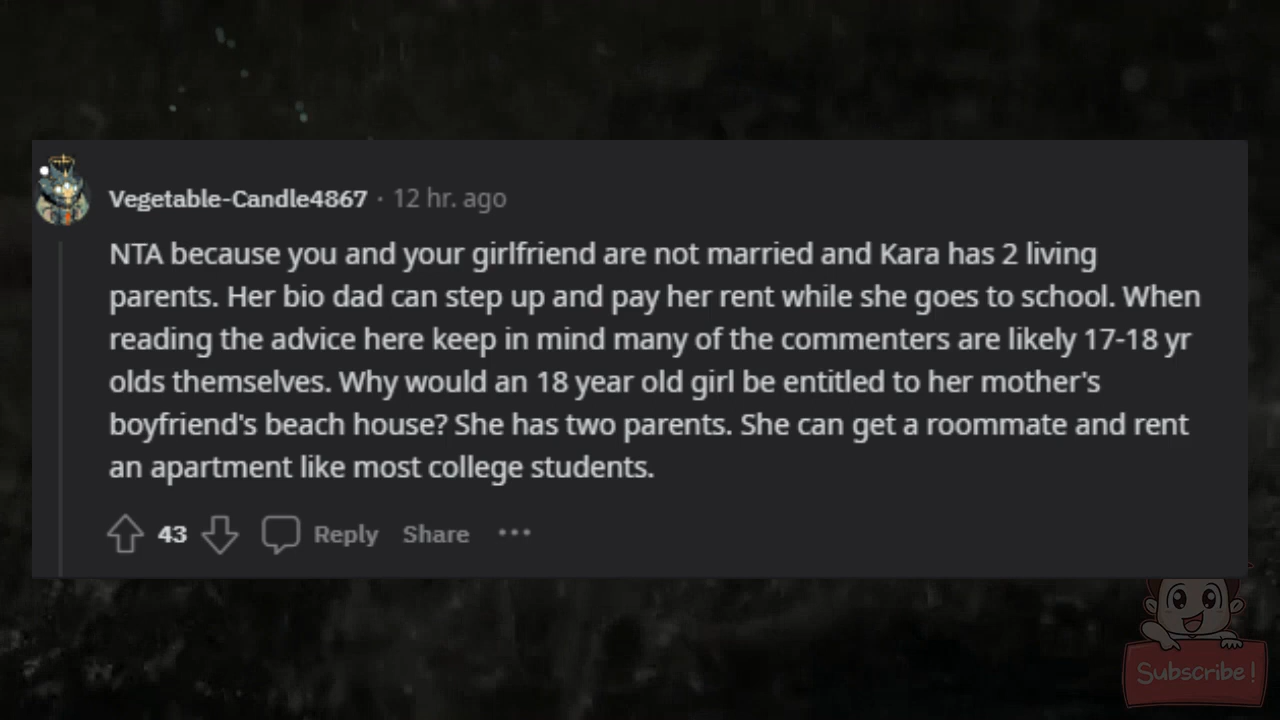 Vegetable-Candle4867 · 12 hr. ago
NTA because you and your girlfriend are not married and Kara has 2 living
parents. Her bio dad can step up and pay her rent while she goes to school. When
reading the advice here keep in mind many of the commenters are likely 17-18 yr
olds themselves. Why would an 18 year old girl be entitled to her mother's
boyfriend's beach house? She has two parents. She can get a roommate and rent
an apartment like most college students.
43 Reply Share ···
Subscribe!